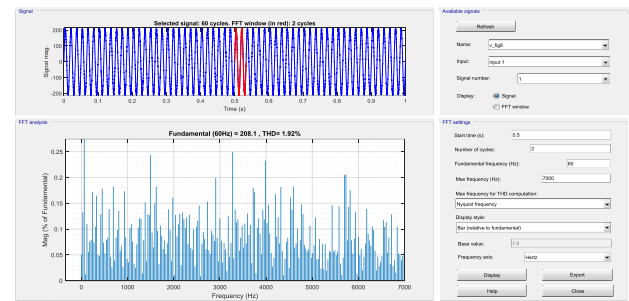 Signal
Selected signal: 60 cycles. FFT window (in red): 2 cycles
200
100
0
-100
-200
Signal mag.
0 0.1 0.2 0.3 0.4 0.5 0.6 0.7 0.8 0.9 1
Time (s)
FFT analysis
Fundamental (60Hz) = 208.1 , THD= 1.92%
0.25
0.2
0.15
0.1
0.05
0
Mag (% of Fundamental)
0 1000 2000 3000 4000 5000 6000 7000
Frequency (Hz)
Available signals
Refresh
Name: v_fig8
Input: input 1
Signal number: 1
Display: Signal
FFT window
FFT settings
Start time (s): 0.5
Number of cycles: 2
Fundamental frequency (Hz): 60
Max frequency (Hz): 7000
Max frequency for THD computation:
Nyquist frequency
Display style:
Bar (relative to fundamental)
Base value: 1.0
Frequency axis: Hertz
Display Export
Help Close